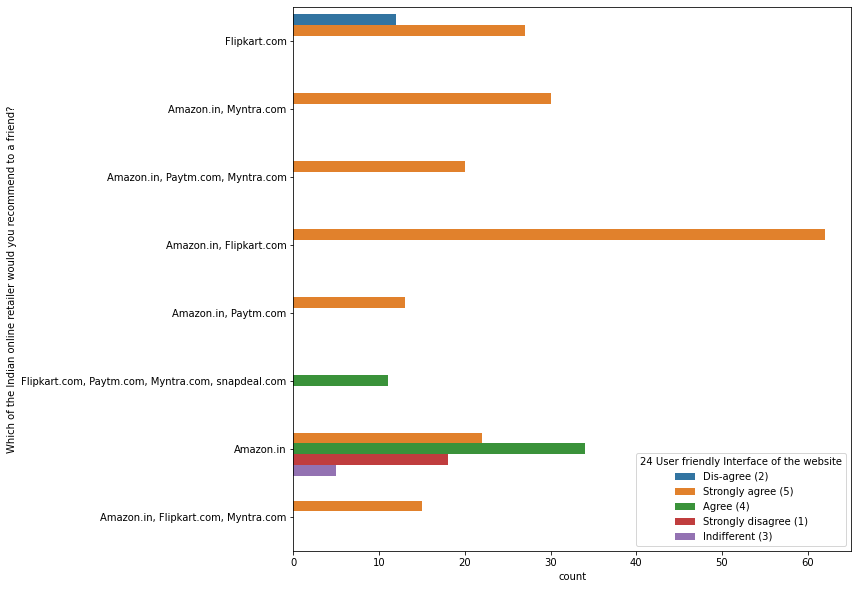 Which of the Indian online retailer would you recommend to a friend?
Flipkart.com
Amazon.in, Myntra.com
Amazon.in, Paytm.com, Myntra.com
Amazon.in, Flipkart.com
Amazon.in, Paytm.com
Flipkart.com, Paytm.com, Myntra.com, snapdeal.com
Amazon.in
Amazon.in, Flipkart.com, Myntra.com
24 User friendly Interface of the website
Dis-agree (2)
Strongly agree (5)
Agree (4)
Strongly disagree (1)
Indifferent (3)
0 10 20 30 40 50 60
count